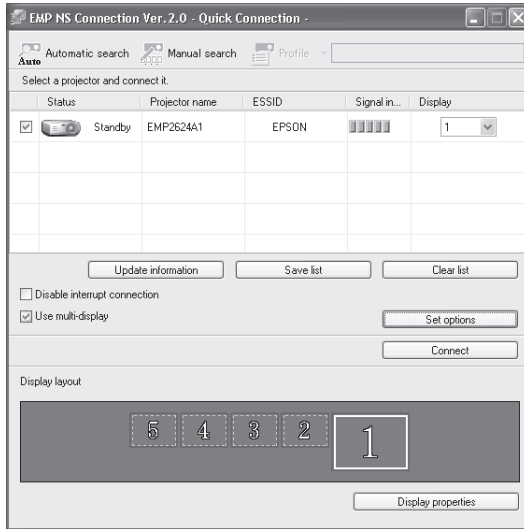 EMP NS Connection Ver.2.0 - Quick Connection -
Auto Automatic search Manual search Profile
Select a projector and connect it.
Status Projector name ESSID Signal in... Display
Standby EMP2624A1 EPSON 1
Update information Save list Clear list
Disable interrupt connection
Use multi-display Set options
Connect
Display layout
5 4 3 2 1
Display properties